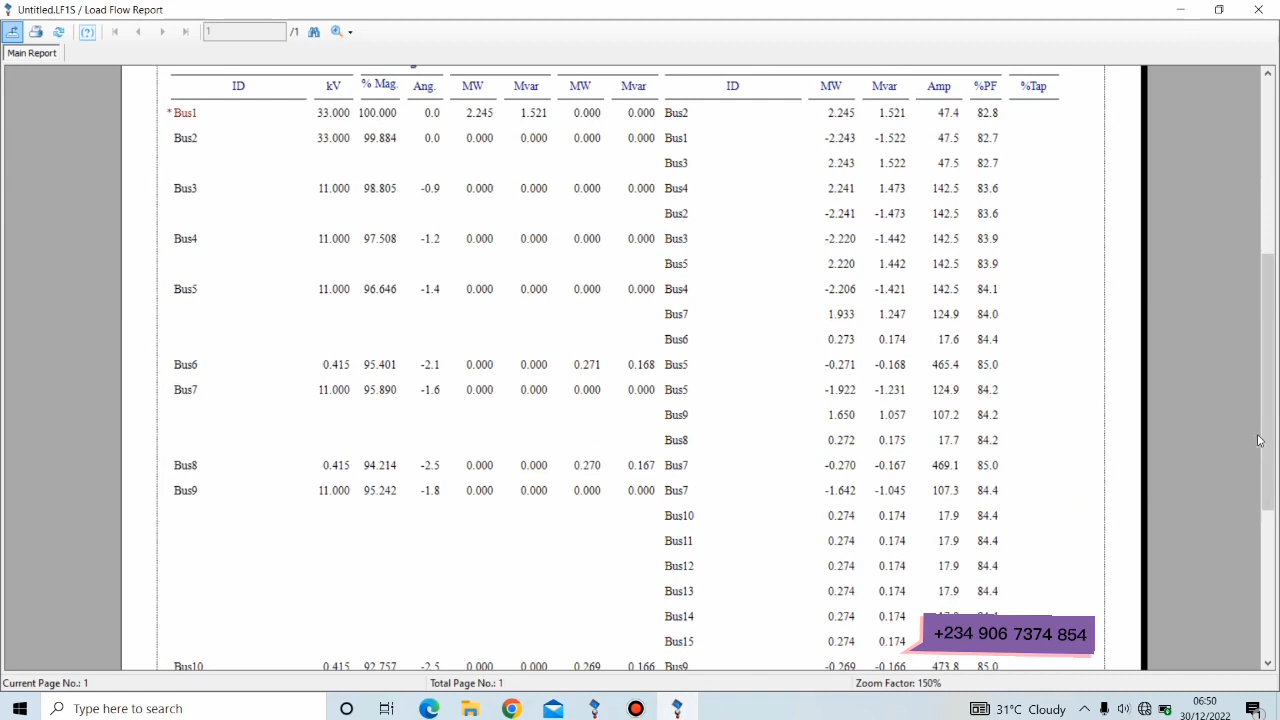 Untitled.LF1S / Load Flow Report
1 /1
Main Report
ID kV % Mag. Ang. MW Mvar MW Mvar ID MW Mvar Amp %PF %Tap
* Bus1 33.000 100.000 0.0 2.245 1.521 0.000 0.000 Bus2 2.245 1.521 47.4 82.8
Bus2 33.000 99.884 0.0 0.000 0.000 0.000 0.000 Bus1 -2.243 -1.522 47.5 82.7
Bus3 2.243 1.522 47.5 82.7
Bus3 11.000 98.805 -0.9 0.000 0.000 0.000 0.000 Bus4 2.241 1.473 142.5 83.6
Bus2 -2.241 -1.473 142.5 83.6
Bus4 11.000 97.508 -1.2 0.000 0.000 0.000 0.000 Bus3 -2.220 -1.442 142.5 83.9
Bus5 2.220 1.442 142.5 83.9
Bus5 11.000 96.646 -1.4 0.000 0.000 0.000 0.000 Bus4 -2.206 -1.421 142.5 84.1
Bus7 1.933 1.247 124.9 84.0
Bus6 0.273 0.174 17.6 84.4
Bus6 0.415 95.401 -2.1 0.000 0.000 0.271 0.168 Bus5 -0.271 -0.168 465.4 85.0
Bus7 11.000 95.890 -1.6 0.000 0.000 0.000 0.000 Bus5 -1.922 -1.231 124.9 84.2
Bus9 1.650 1.057 107.2 84.2
Bus8 0.272 0.175 17.7 84.2
Bus8 0.415 94.214 -2.5 0.000 0.000 0.270 0.167 Bus7 -0.270 -0.167 469.1 85.0
Bus9 11.000 95.242 -1.8 0.000 0.000 0.000 0.000 Bus7 -1.642 -1.045 107.3 84.4
Bus10 0.274 0.174 17.9 84.4
Bus11 0.274 0.174 17.9 84.4
Bus12 0.274 0.174 17.9 84.4
Bus13 0.274 0.174 17.9 84.4
Bus14 0.274 0.174
Bus15 0.274 0.174
+234 906 7374 854
Bus10 0.415 92.757 -2.5 0.000 0.000 0.269 0.166 Bus9 -0.269 -0.166 473.8 85.0
Current Page No.: 1 Total Page No.: 1 Zoom Factor: 150%
Type here to search 31°C Cloudy 06:50
30/12/2022